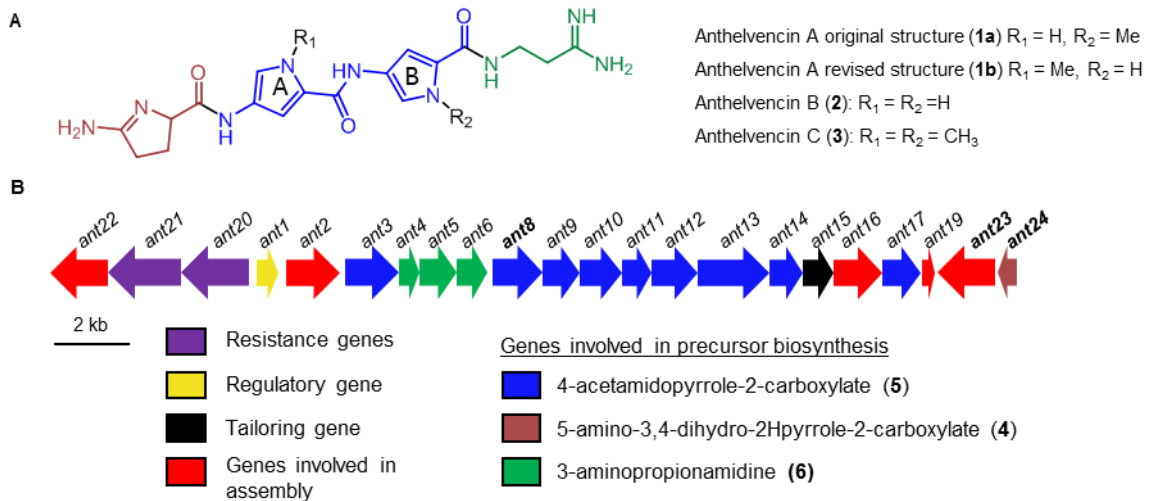 A
R₁
NH
N
A
HN
B
O
N
H
NH₂
O
N
O
N
R₂
H₂N
N
H
O
Anthelvencin A original structure (1a) R₁ = H, R₂ = Me
Anthelvencin A revised structure (1b) R₁ = Me, R₂ = H
Anthelvencin B (2): R₁ = R₂ =H
Anthelvencin C (3): R₁ = R₂ = CH₃
B
ant22 ant21 ant20 ant1 ant2 ant3 ant4 ant5 ant6 ant8 ant9 ant10 ant11 ant12 ant13 ant14 ant15 ant16 ant17 ant19 ant23 ant24
2 kb
Resistance genes
Regulatory gene
Tailoring gene
Genes involved in
assembly
Genes involved in precursor biosynthesis
4-acetamidopyrrole-2-carboxylate (5)
5-amino-3,4-dihydro-2Hpyrrole-2-carboxylate (4)
3-aminopropionamidine (6)